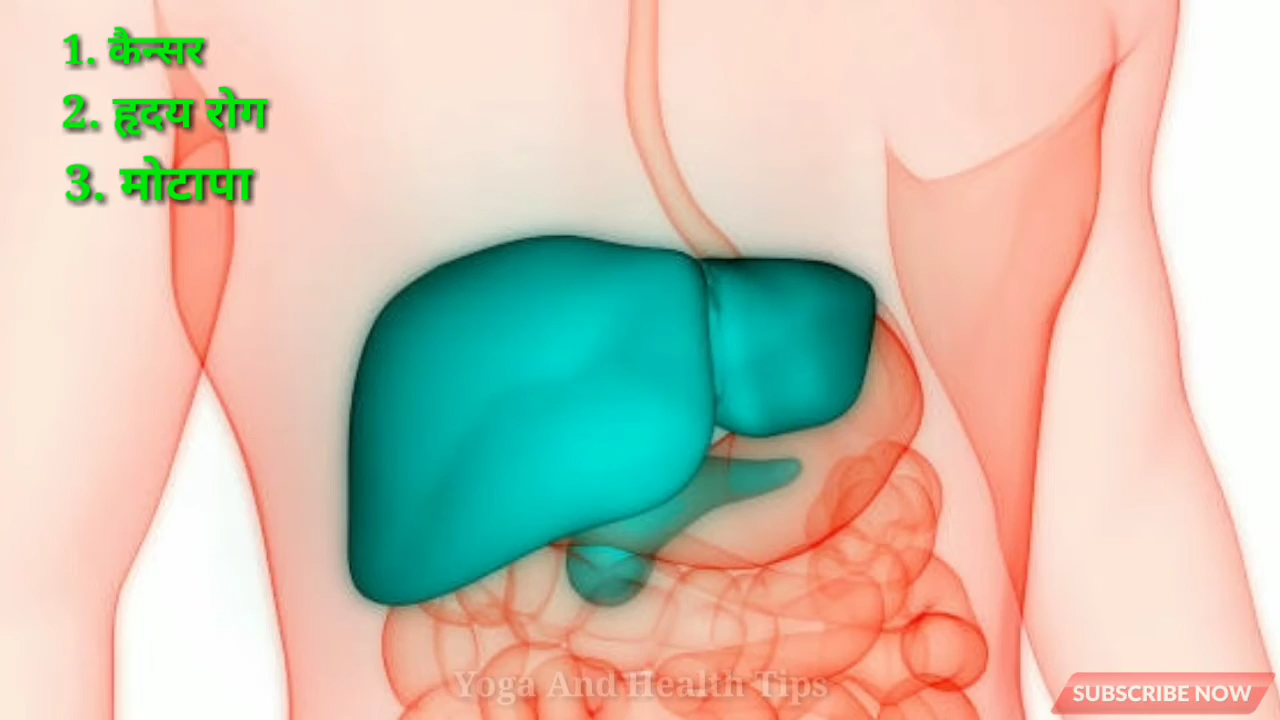 1. कैन्सर
2. हृदय रोग
3. मोटापा
Yoga And Health Tips
SUBSCRIBE NOW